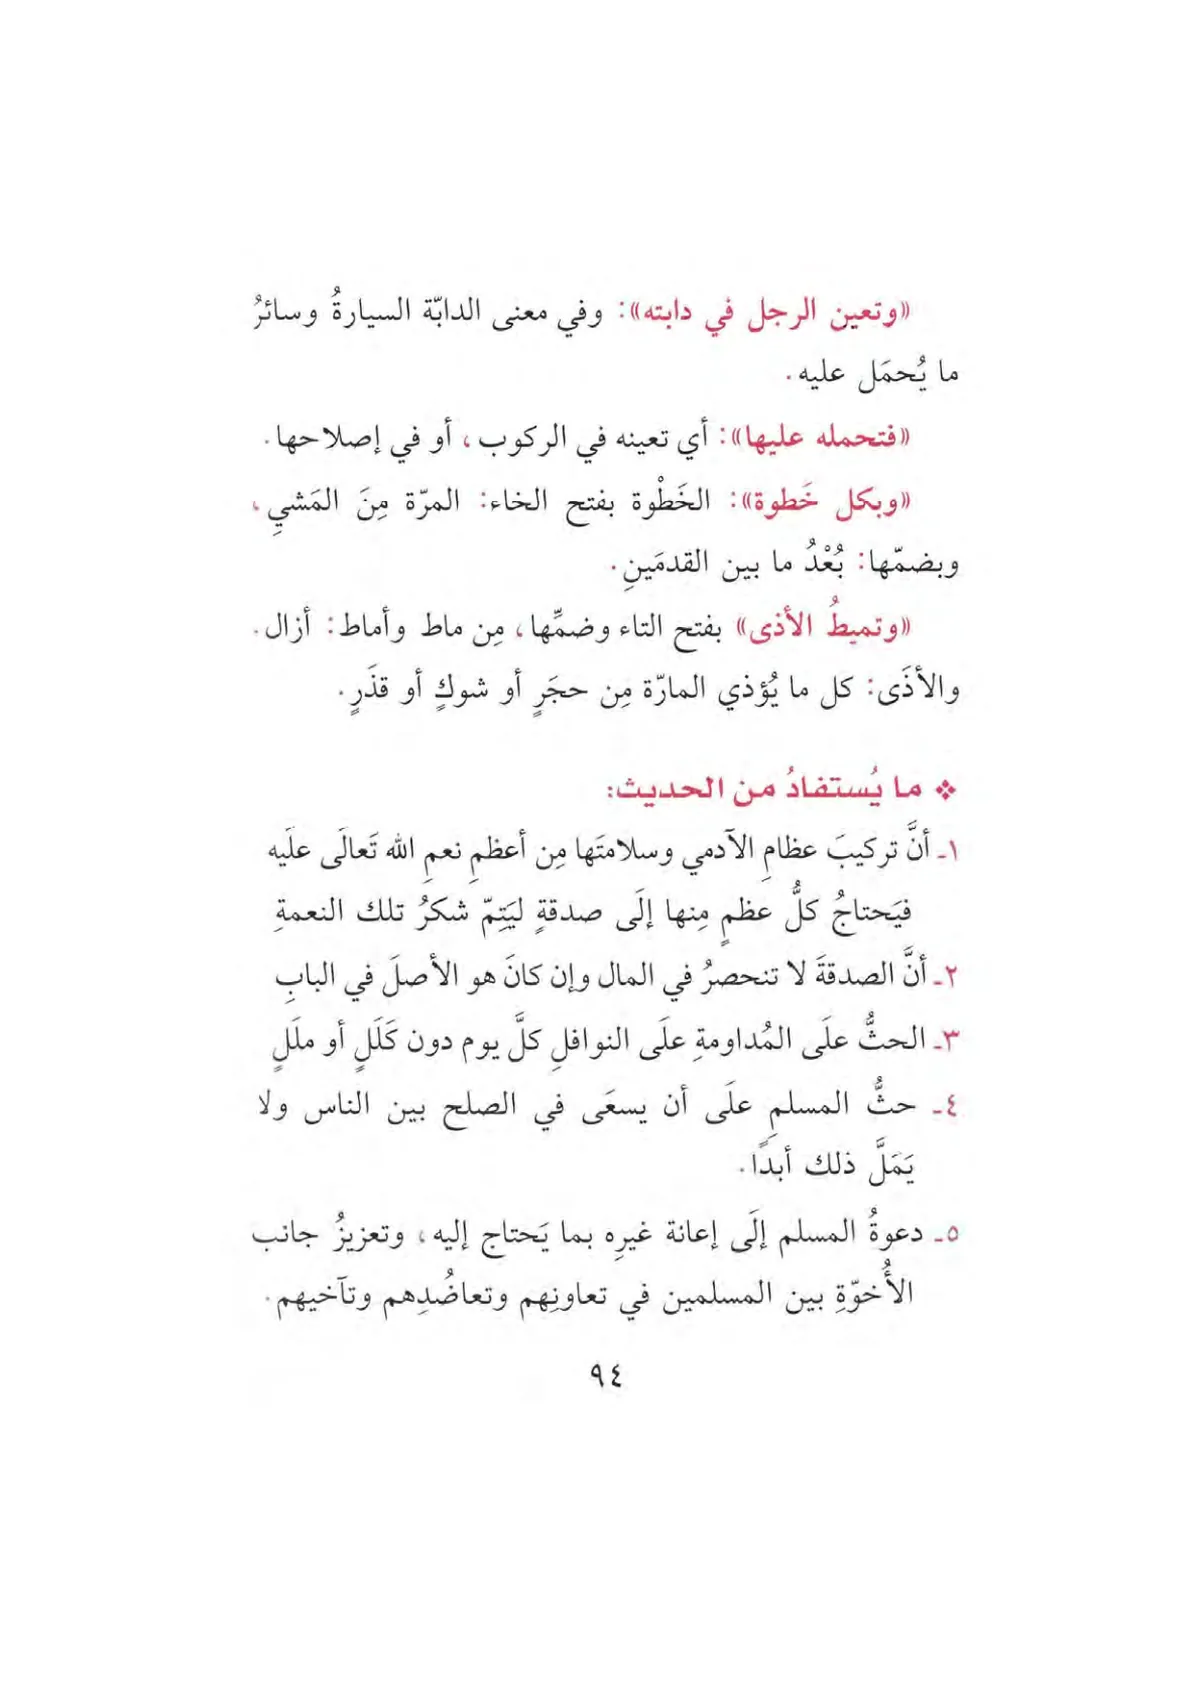 «وتعين الرجل في دابته»: وفي معنى الدابّة السيارةُ وسائرُ
ما يُحمَل عليه.
«فتحمله عليها»: أي تعينه في الركوب، أو في إصلاحها.
«وبكل خَطوة»: الخَطْوة بفتح الخاء: المرّة مِنَ المَشيِ،
وبضمّها: بُعْدُ ما بين القدمَينِ.
«وتميطُ الأذى» بفتح التاء وضمِّها، مِن ماط وأماط: أزال.
والأذَى: كل ما يُؤذي المارّة مِن حجَرٍ أو شوكٍ أو قذَرٍ.
❖ ما يُستفادُ من الحديث:
١- أنَّ تركيبَ عظامِ الآدمي وسلامتَها مِن أعظمِ نعمِ الله تَعالَى علَيه
فيَحتاجُ كلُّ عظمٍ مِنها إلَى صدقةٍ ليَتِمّ شكرُ تلك النعمةِ
٢- أنَّ الصدقةَ لا تنحصرُ في المال وإن كانَ هو الأصلَ في البابِ
٣- الحثُّ علَى المُداومةِ علَى النوافلِ كلَّ يوم دون كَلَلٍ أو ملَلٍ
٤- حثُّ المسلمِ علَى أن يسعَى في الصلح بين الناس ولا
يَمَلَّ ذلك أبدًا.
٥- دعوةُ المسلم إلَى إعانة غيرِه بما يَحتاج إليه، وتعزيزُ جانب
الأُخوّةِ بين المسلمين في تعاونِهم وتعاضُدِهم وتآخيهم.
٩٤